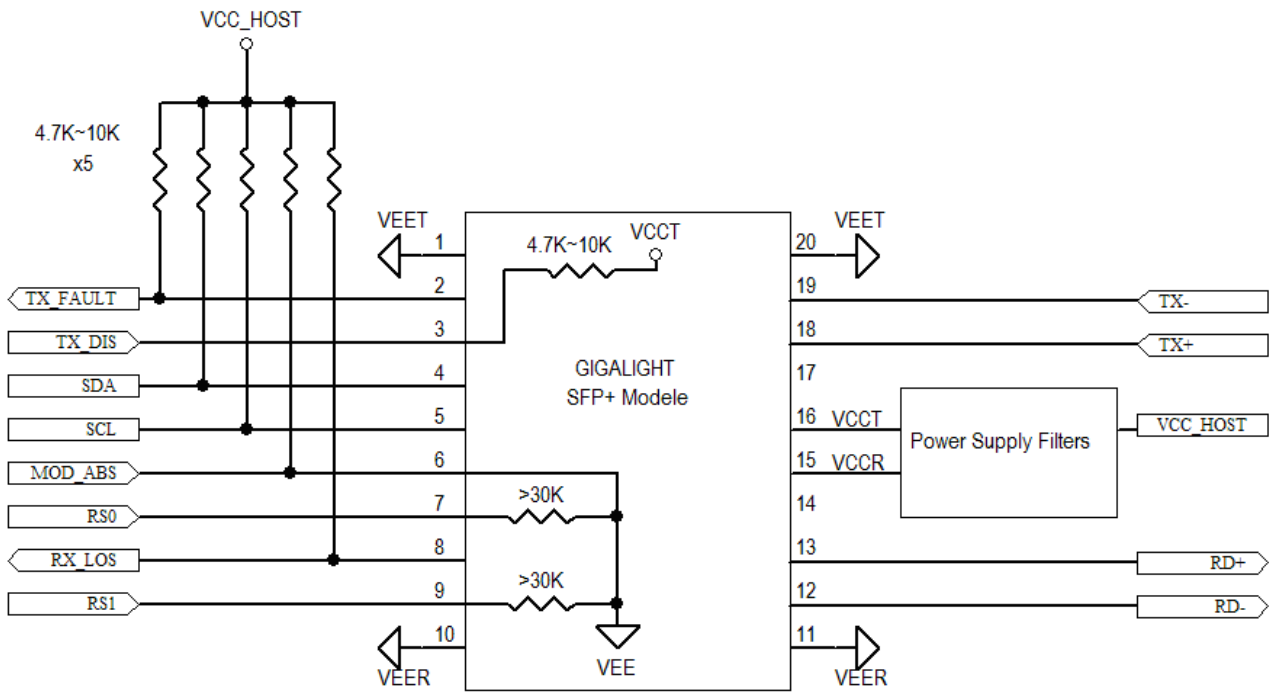 VCC_HOST
4.7K~10K
x5
VEET
1
4.7K~10K
VCCT
20
VEET
TX_FAULT
2
19
TX-
TX_DIS
3
18
TX+
SDA
4
GIGALIGHT
SFP+ Modele
17
SCL
5
16
VCCT
Power Supply Filters
VCC_HOST
MOD_ABS
6
15
VCCR
RS0
7
>30K
14
RX_LOS
8
13
RD+
RS1
9
>30K
12
RD-
10
VEER
VEE
11
VEER